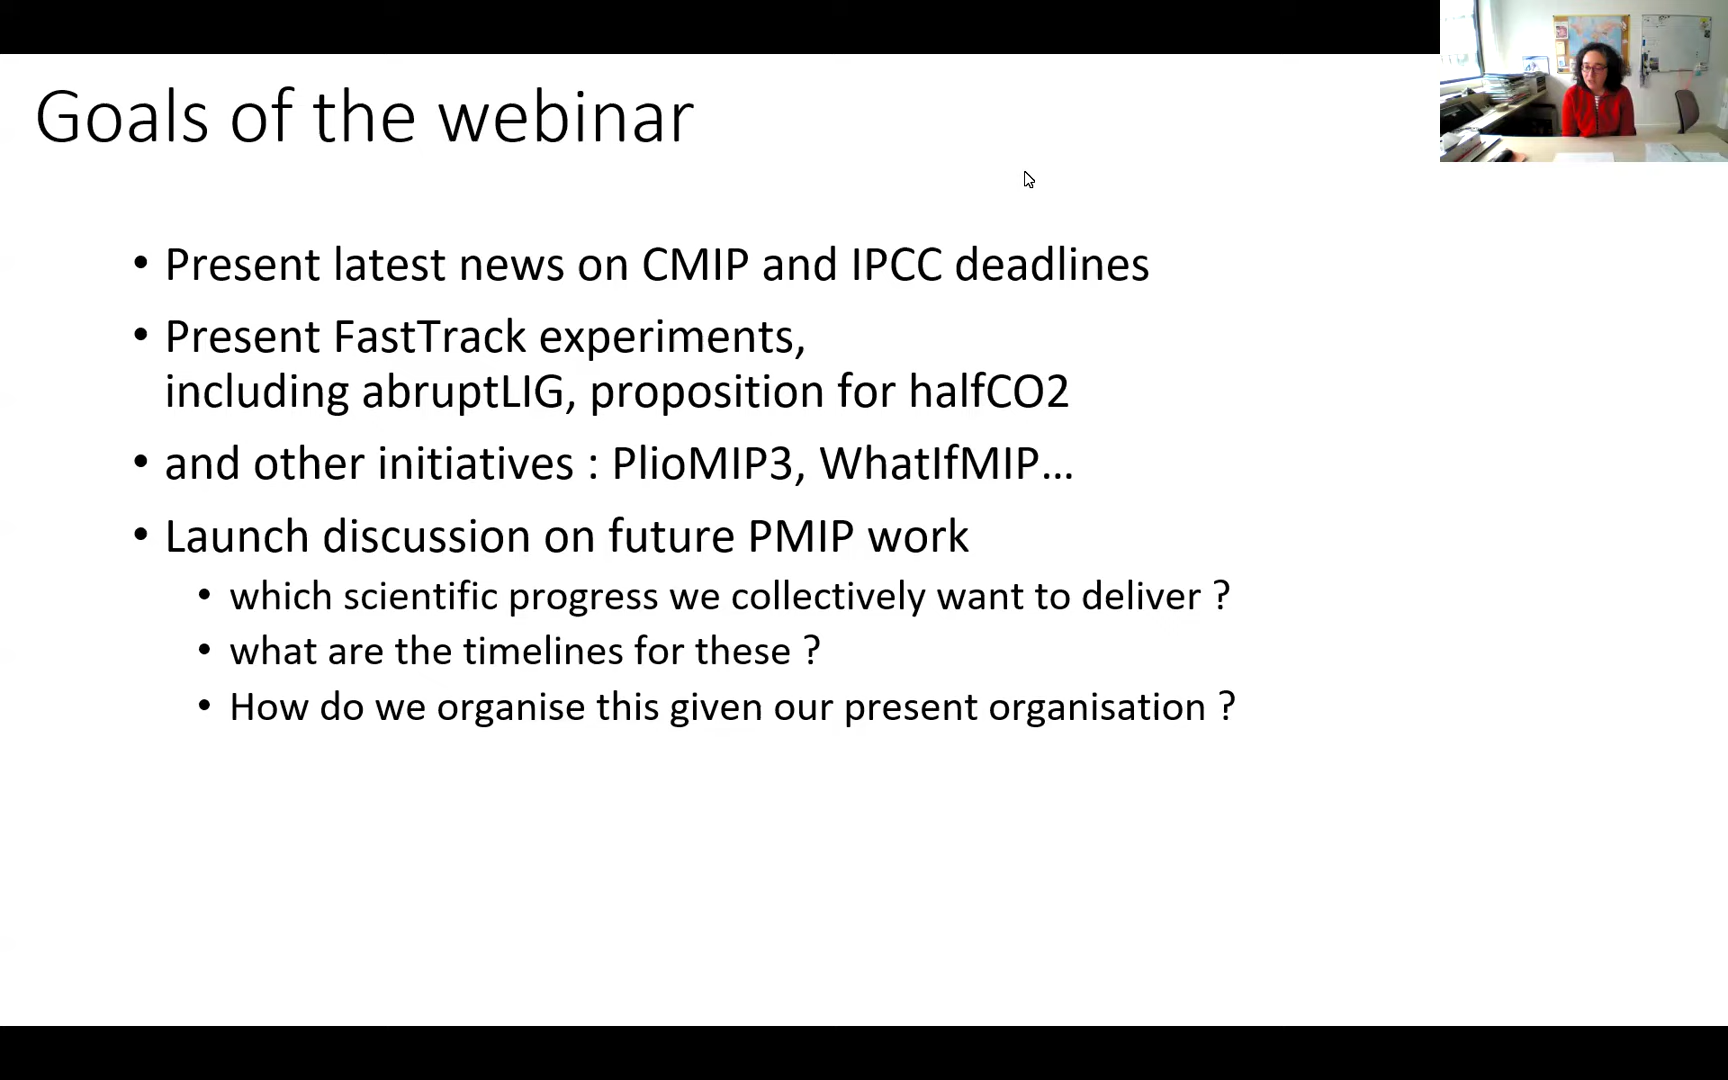 Goals of the webinar
• Present latest news on CMIP and IPCC deadlines
• Present FastTrack experiments,
including abruptLIG, proposition for halfCO2
• and other initiatives : PlioMIP3, WhatIfMIP...
• Launch discussion on future PMIP work
• which scientific progress we collectively want to deliver ?
• what are the timelines for these ?
• How do we organise this given our present organisation ?